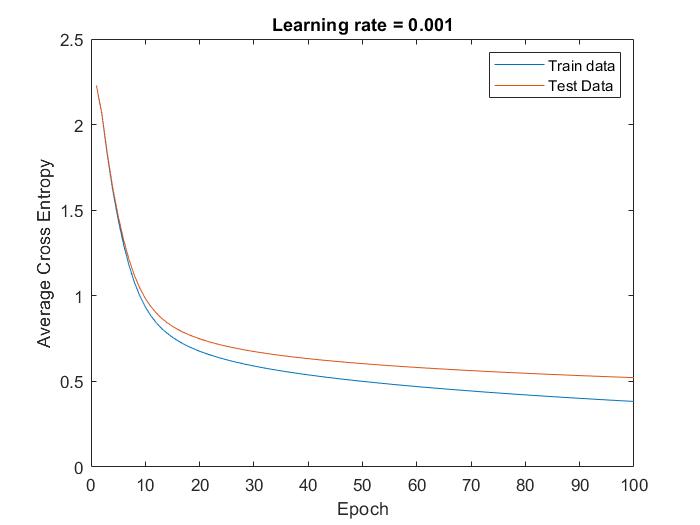 Learning rate = 0.001
2.5
Train data
Test Data
2
1.5
Average Cross Entropy
1
0.5
0
0 10 20 30 40 50 60 70 80 90 100
Epoch